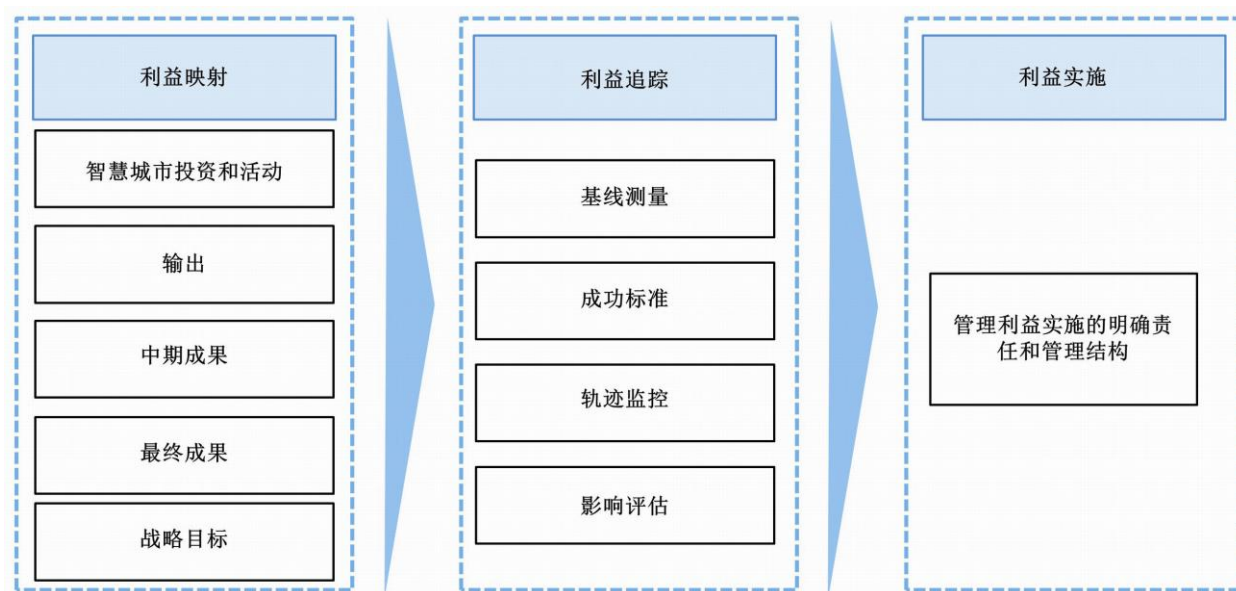 利益映射
智慧城市投资和活动
输出
中期成果
最终成果
战略目标
利益追踪
基线测量
成功标准
轨迹监控
影响评估
利益实施
管理利益实施的明确责
任和管理结构